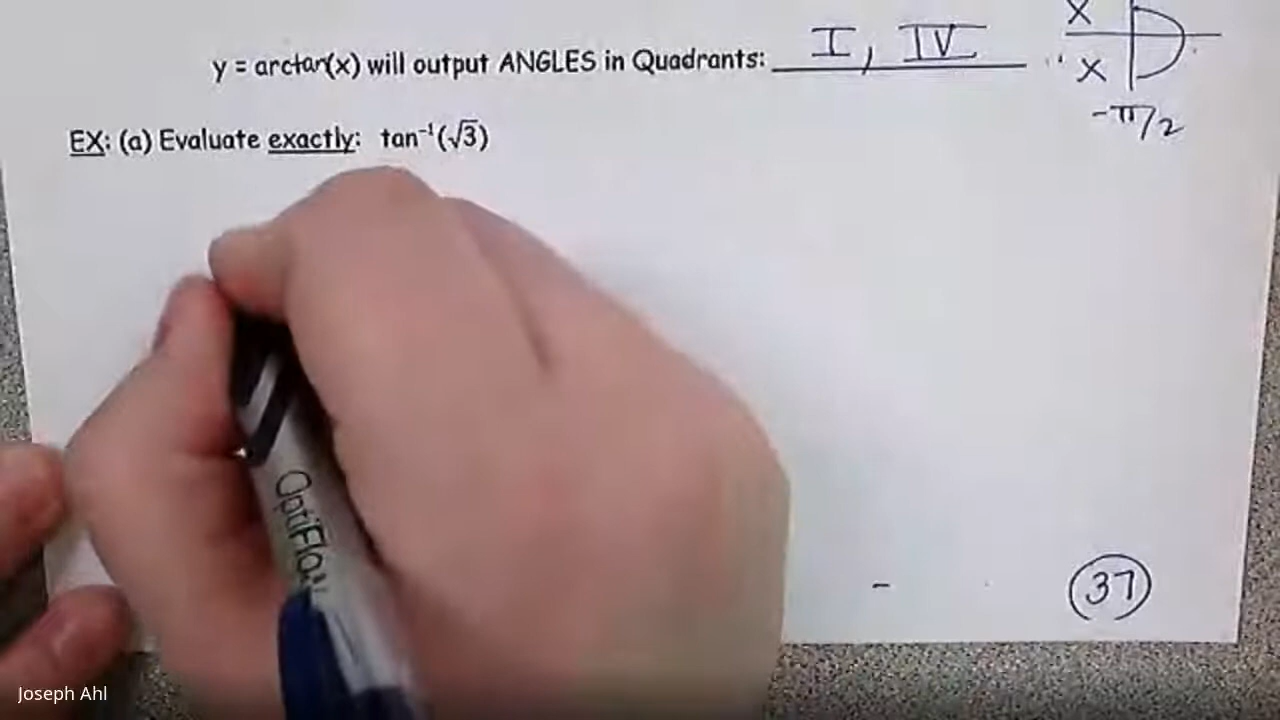 y = arctan(x) will output ANGLES in Quadrants: I, IV
X
X
-π/2
EX: (a) Evaluate exactly: tan⁻¹(√3)
OptiFlow
37
Joseph Ahl